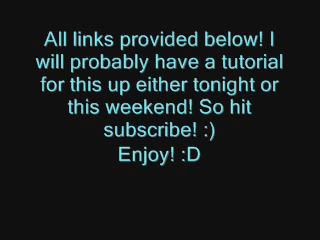 All links provided below! I
will probably have a tutorial
for this up either tonight or
this weekend! So hit
subscribe! :)
Enjoy! :D